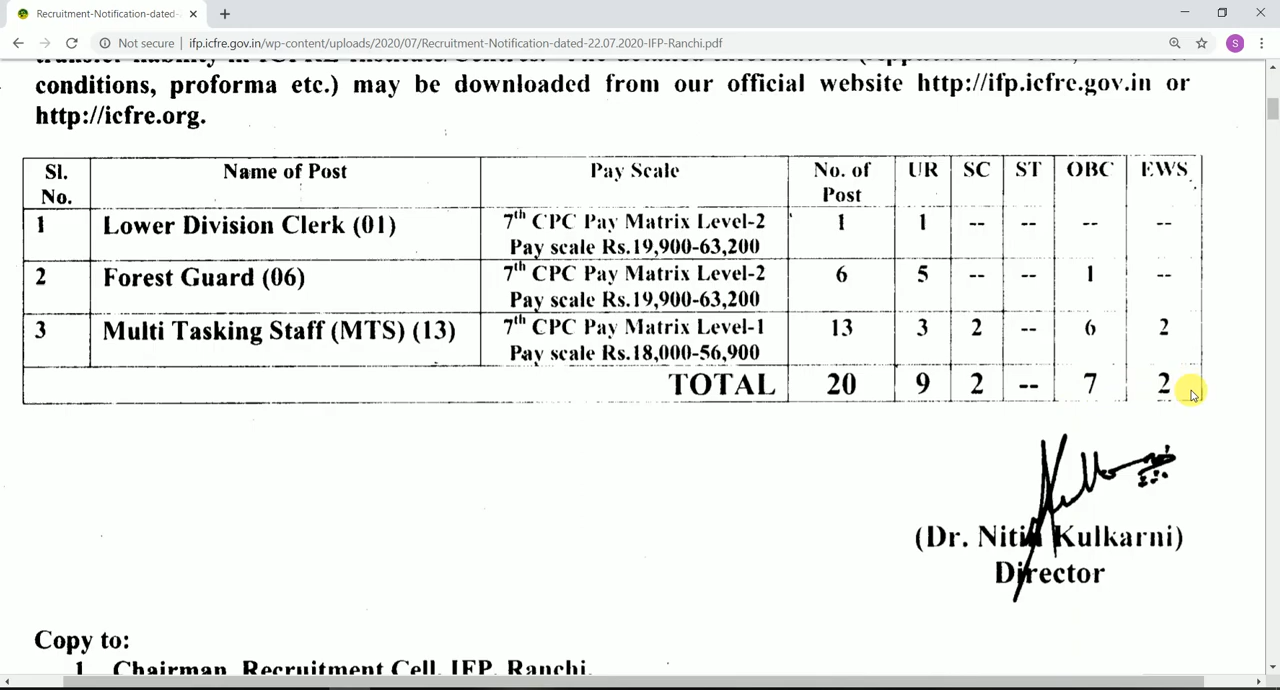 Recruitment-Notification-dated-
Not secure | ifp.icfre.gov.in/wp-content/uploads/2020/07/Recruitment-Notification-dated-22.07.2020-IFP-Ranchi.pdf
S
conditions, proforma etc.) may be downloaded from our official website http://ifp.icfre.gov.in or
http://icfre.org.
Sl. No. Name of Post Pay Scale No. of Post UR SC ST OBC EWS
1 Lower Division Clerk (01) 7th CPC Pay Matrix Level-2 1 1 -- -- -- --
Pay scale Rs.19,900-63,200
2 Forest Guard (06) 7th CPC Pay Matrix Level-2 6 5 -- -- 1 --
Pay scale Rs.19,900-63,200
3 Multi Tasking Staff (MTS) (13) 7th CPC Pay Matrix Level-1 13 3 2 -- 6 2
Pay scale Rs.18,000-56,900
TOTAL 20 9 2 -- 7 2
(Dr. Nitin Kulkarni)
Director
Copy to:
1. Chairman, Recruitment Cell, IFP, Ranchi.